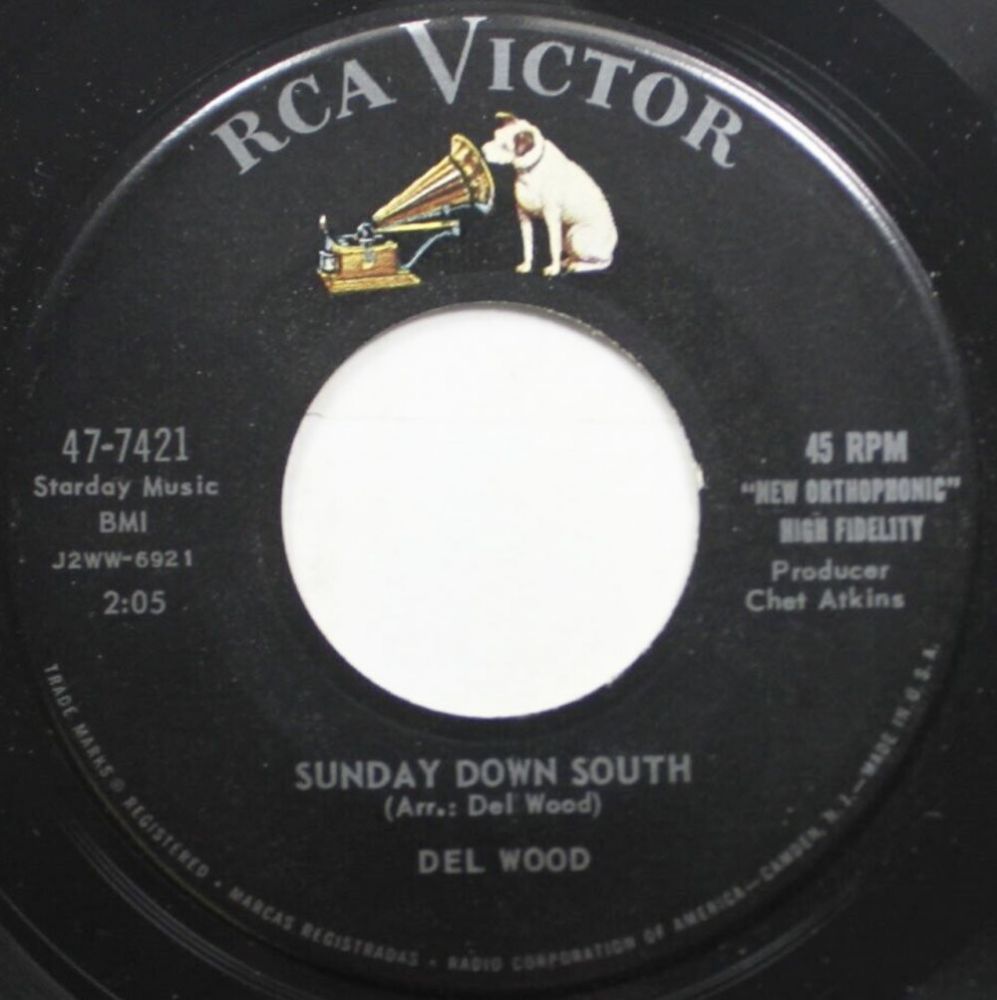 RCA VICTOR
47-7421
Starday Music
BMI
J2WW-6921
2:05
45 RPM
"NEW ORTHOPHONIC"
HIGH FIDELITY
Producer
Chet Atkins
SUNDAY DOWN SOUTH
(Arr.: Del Wood)
DEL WOOD
TRADE MARKS ® REGISTERED • MARCAS REGISTRADAS • RADIO CORPORATION OF AMERICA—CAMDEN, N. J.—MADE IN U. S. A.